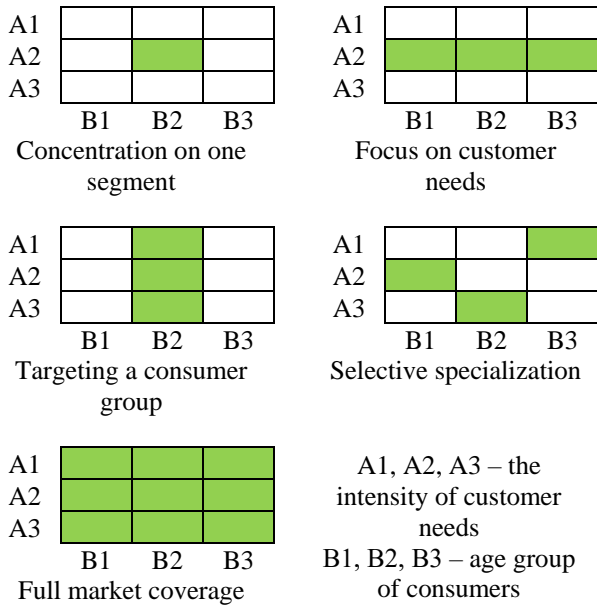 A1
A2
A3
B1 B2 B3
Concentration on one
segment
A1
A2
A3
B1 B2 B3
Focus on customer
needs
A1
A2
A3
B1 B2 B3
Targeting a consumer
group
A1
A2
A3
B1 B2 B3
Selective specialization
A1
A2
A3
B1 B2 B3
Full market coverage
A1, A2, A3 – the
intensity of customer
needs
B1, B2, B3 – age group
of consumers